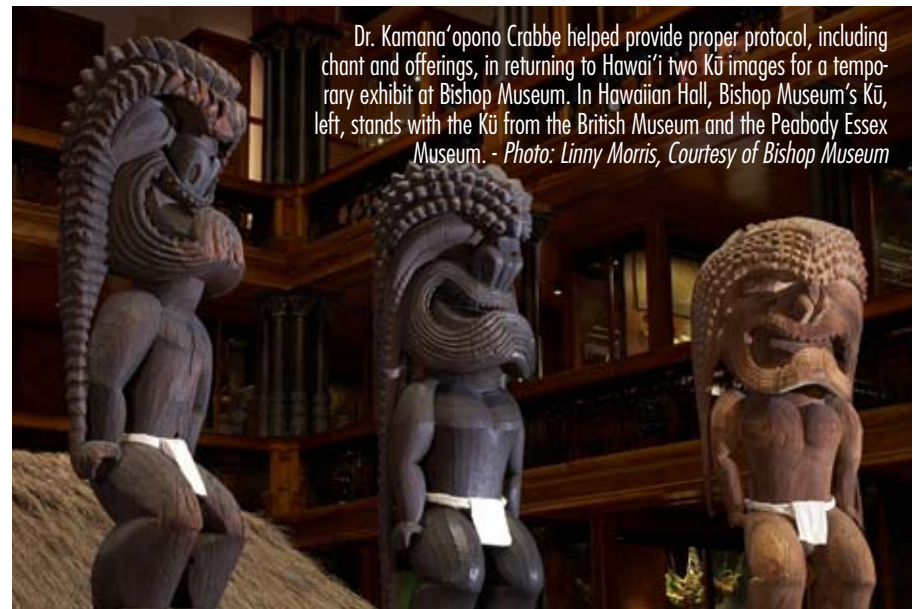 Dr. Kamana‘opono Crabbe helped provide proper protocol, including
chant and offerings, in returning to Hawai‘i two Kū images for a tempo-
rary exhibit at Bishop Museum. In Hawaiian Hall, Bishop Museum’s Kū,
left, stands with the Kü from the British Museum and the Peabody Essex
Museum. - Photo: Linny Morris, Courtesy of Bishop Museum